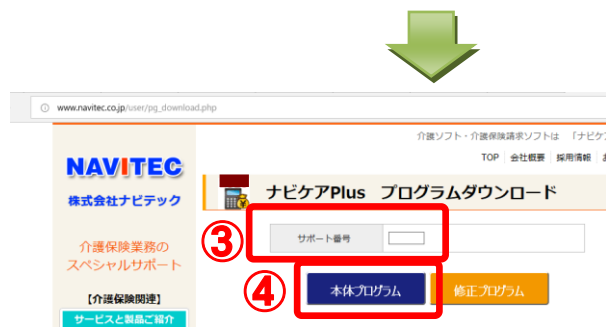 www.navitec.co.jp/user/pg_download.php
介護ソフト・介護保険請求ソフトは 「ナビケア
TOP 会社概要 採用情報
NAVITEC
株式会社ナビテック
ナビケアPlus プログラムダウンロード
③
サポート番号
介護保険業務の
スペシャルサポート
④
本体プログラム
修正プログラム
【介護保険関連】
サービスと製品ご紹介